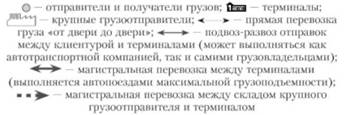 — отправители и получатели грузов; 1 — терминалы;
— крупные грузоотправители; — прямая перевозка
груза «от двери до двери»; — подвоз-развоз отправок
между клиентурой и терминалами (может выполняться как
автотранспортной компанией, так и самими грузовладельцами);
— магистральная перевозка между терминалами
(выполняется автопоездами максимальной грузоподъемности);
— магистральная перевозка между складом крупного
грузоотправителя и терминалом